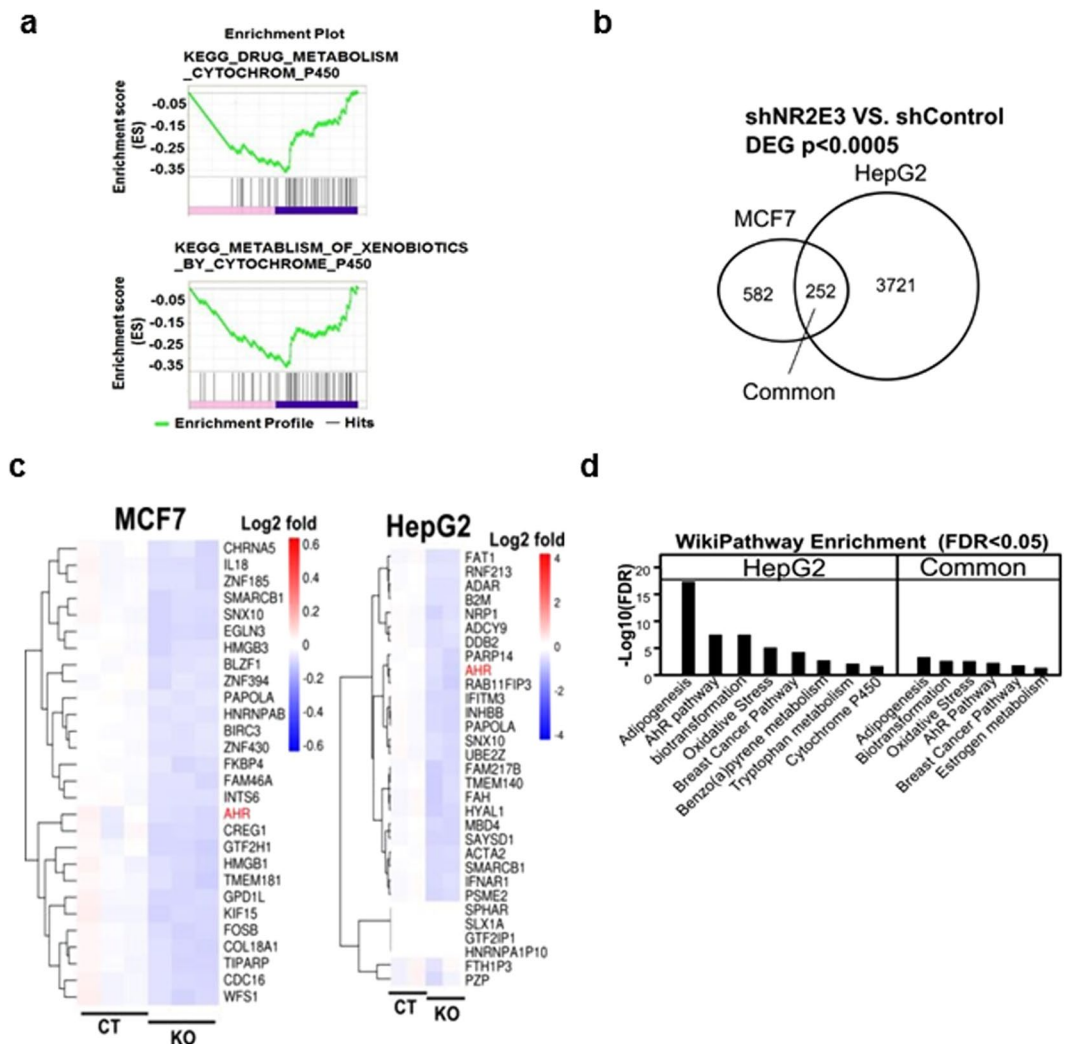 a
Enrichment Plot
KEGG_DRUG_METABOLISM
_CYTOCHROM_P450
Enrichment score
(ES)
-0.05
-0.15
-0.25
-0.35
KEGG_METABLISM_OF_XENOBIOTICS
_BY_CYTOCHROME_P450
Enrichment score
(ES)
-0.05
-0.15
-0.25
-0.35
Enrichment Profile
Hits
b
shNR2E3 VS. shControl
DEG p<0.0005
HepG2
MCF7
582
252
3721
Common
c
MCF7
Log2 fold
0.6
0.4
0.2
0
-0.2
-0.4
-0.6
CHRNA5
IL18
ZNF185
SMARCB1
SNX10
EGLN3
HMGB3
BLZF1
ZNF394
PAPOLA
HNRNPAB
BIRC3
ZNF430
FKBP4
FAM46A
INTS6
AHR
CREG1
GTF2H1
HMGB1
TMEM181
GPD1L
KIF15
FOSB
COL18A1
TIPARP
CDC16
WFS1
CT
KO
HepG2
Log2 fold
4
2
0
-2
-4
FAT1
RNF213
ADAR
B2M
NRP1
ADCY9
DDB2
PARP14
AHR
RAB11FIP3
IFITM3
INHBB
PAPOLA
SNX10
UBE2Z
FAM217B
TMEM140
FAH
HYAL1
MBD4
SAYSD1
ACTA2
SMARCB1
IFNAR1
PSME2
SPHAR
SLX1A
GTF2IP1
HNRNPA1P10
FTH1P3
PZP
CT
KO
d
WikiPathway Enrichment (FDR<0.05)
HepG2
Common
-Log10(FDR)
20
15
10
5
0
Adipogenesis
AhR pathway
biotransformation
Oxidative Stress
Breast Cancer Pathway
Benzo(a)pyrene metabolism
Tryptophan metabolism
Cytochrome P450
Adipogenesis
Biotransformation
Oxidative Stress
AhR Pathway
Breast Cancer Pathway
Estrogen metabolism